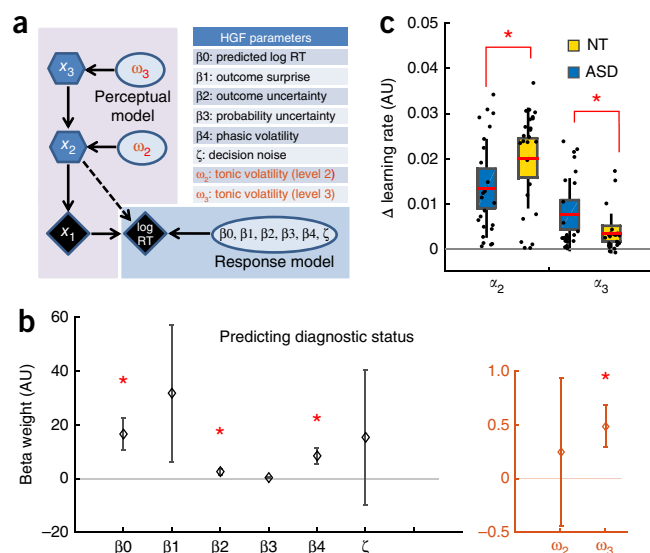 a
x3
ω3
Perceptual model
x2
ω2
x1
log RT
β0, β1, β2, β3, β4, ζ
Response model
HGF parameters
β0: predicted log RT
β1: outcome surprise
β2: outcome uncertainty
β3: probability uncertainty
β4: phasic volatility
ζ: decision noise
ω2: tonic volatility (level 2)
ω3: tonic volatility (level 3)
c
Δ learning rate (AU)
0.05
0.04
0.03
0.02
0.01
0
*
*
NT
ASD
α2
α3
b
Beta weight (AU)
60
40
20
0
−20
Predicting diagnostic status
*
*
*
β0 β1 β2 β3 β4 ζ
1.0
0.5
0
−0.5
*
ω2 ω3